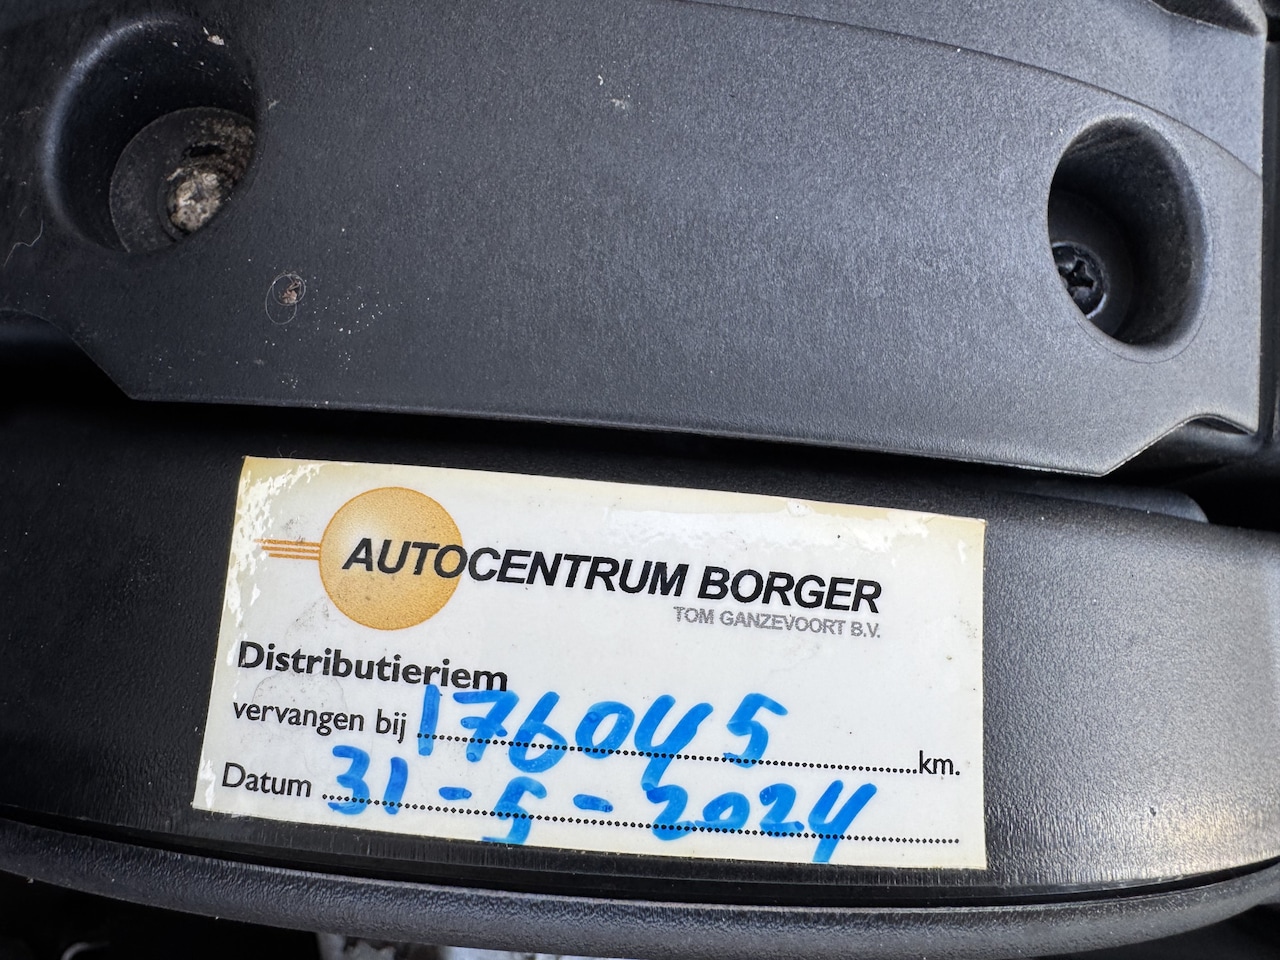 AUTOCENTRUM BORGER
TOM GANZEVOORT B.V.
Distributieriem
vervangen bij 176045 km.
Datum 31-5-2024